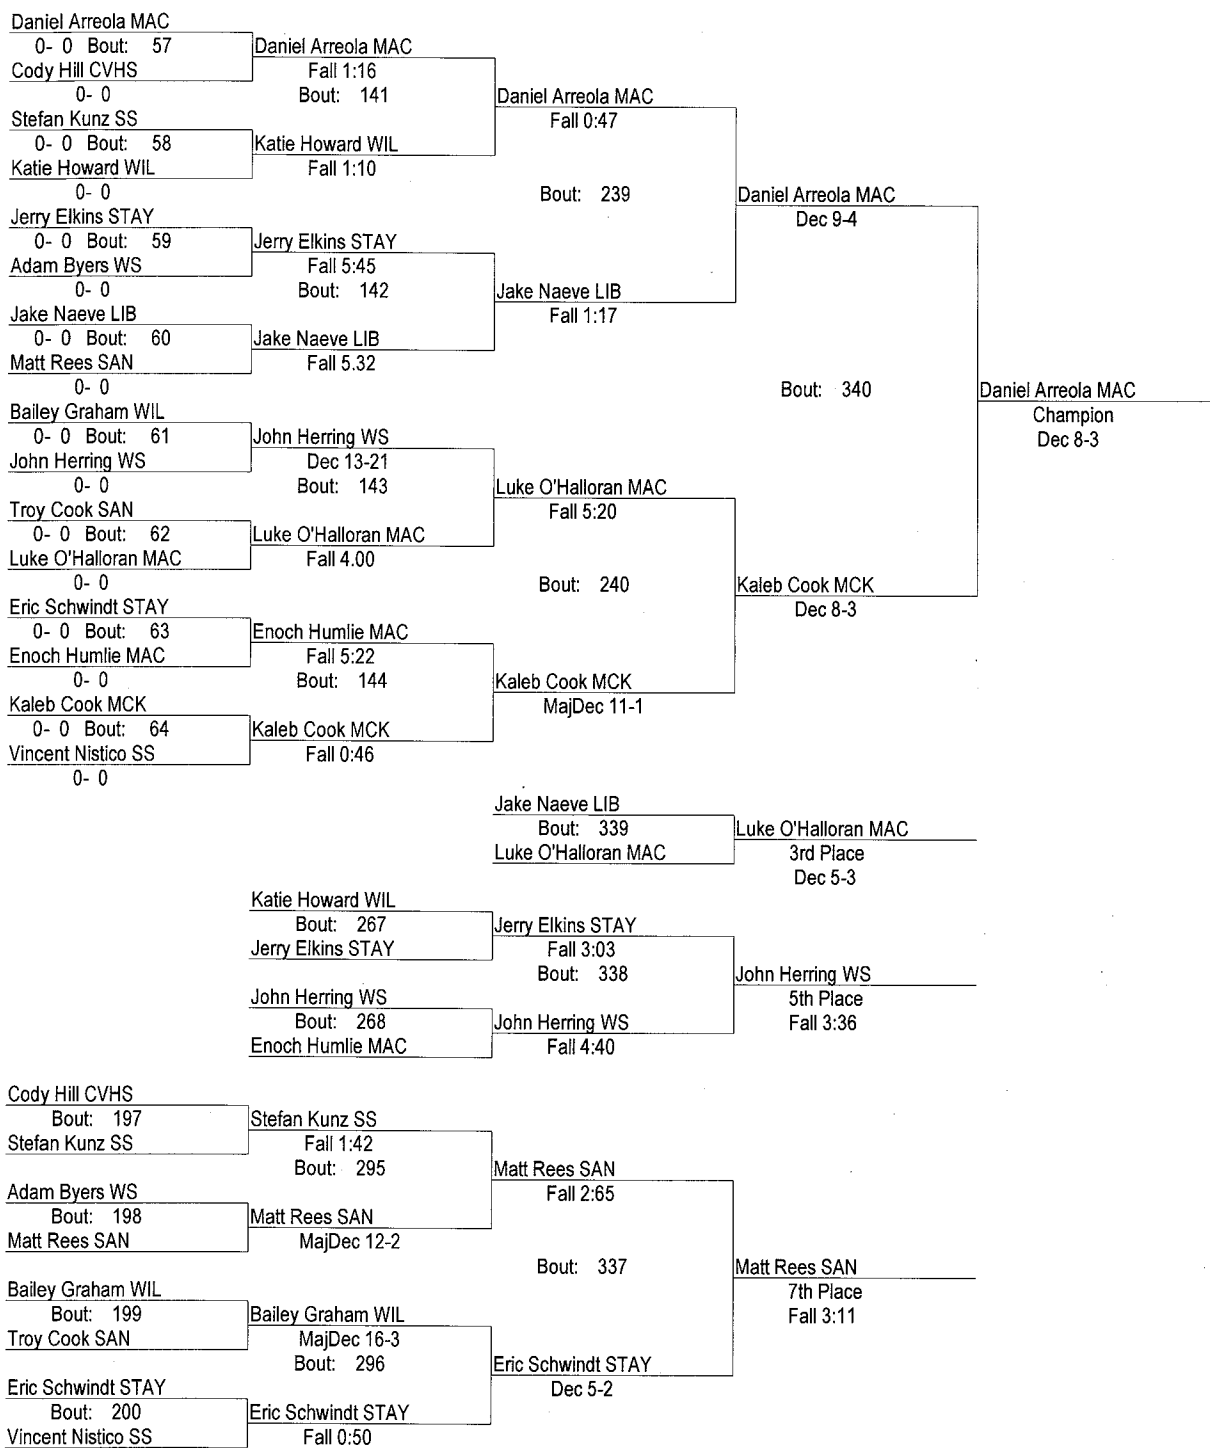 Daniel Arreola MAC
0- 0 Bout: 57
Cody Hill CVHS
0- 0
Daniel Arreola MAC
Fall 1:16
Bout: 141
Stefan Kunz SS
0- 0 Bout: 58
Katie Howard WIL
0- 0
Katie Howard WIL
Fall 1:10
Daniel Arreola MAC
Fall 0:47
Bout: 239
Jerry Elkins STAY
0- 0 Bout: 59
Adam Byers WS
0- 0
Jerry Elkins STAY
Fall 5:45
Bout: 142
Jake Naeve LIB
0- 0 Bout: 60
Matt Rees SAN
0- 0
Jake Naeve LIB
Fall 5.32
Jake Naeve LIB
Fall 1:17
Daniel Arreola MAC
Dec 9-4
Bout: 340
Daniel Arreola MAC
Champion
Dec 8-3
Bailey Graham WIL
0- 0 Bout: 61
John Herring WS
0- 0
John Herring WS
Dec 13-21
Bout: 143
Troy Cook SAN
0- 0 Bout: 62
Luke O'Halloran MAC
0- 0
Luke O'Halloran MAC
Fall 4.00
Luke O'Halloran MAC
Fall 5:20
Bout: 240
Eric Schwindt STAY
0- 0 Bout: 63
Enoch Humlie MAC
0- 0
Enoch Humlie MAC
Fall 5:22
Bout: 144
Kaleb Cook MCK
0- 0 Bout: 64
Vincent Nistico SS
0- 0
Kaleb Cook MCK
Fall 0:46
Kaleb Cook MCK
MajDec 11-1
Kaleb Cook MCK
Dec 8-3
Jake Naeve LIB
Bout: 339
Luke O'Halloran MAC
Luke O'Halloran MAC
3rd Place
Dec 5-3
Katie Howard WIL
Bout: 267
Jerry Elkins STAY
Jerry Elkins STAY
Fall 3:03
Bout: 338
John Herring WS
Bout: 268
Enoch Humlie MAC
John Herring WS
Fall 4:40
John Herring WS
5th Place
Fall 3:36
Cody Hill CVHS
Bout: 197
Stefan Kunz SS
Stefan Kunz SS
Fall 1:42
Bout: 295
Adam Byers WS
Bout: 198
Matt Rees SAN
Matt Rees SAN
MajDec 12-2
Matt Rees SAN
Fall 2:65
Bout: 337
Bailey Graham WIL
Bout: 199
Troy Cook SAN
Bailey Graham WIL
MajDec 16-3
Bout: 296
Eric Schwindt STAY
Bout: 200
Vincent Nistico SS
Eric Schwindt STAY
Fall 0:50
Eric Schwindt STAY
Dec 5-2
Matt Rees SAN
7th Place
Fall 3:11